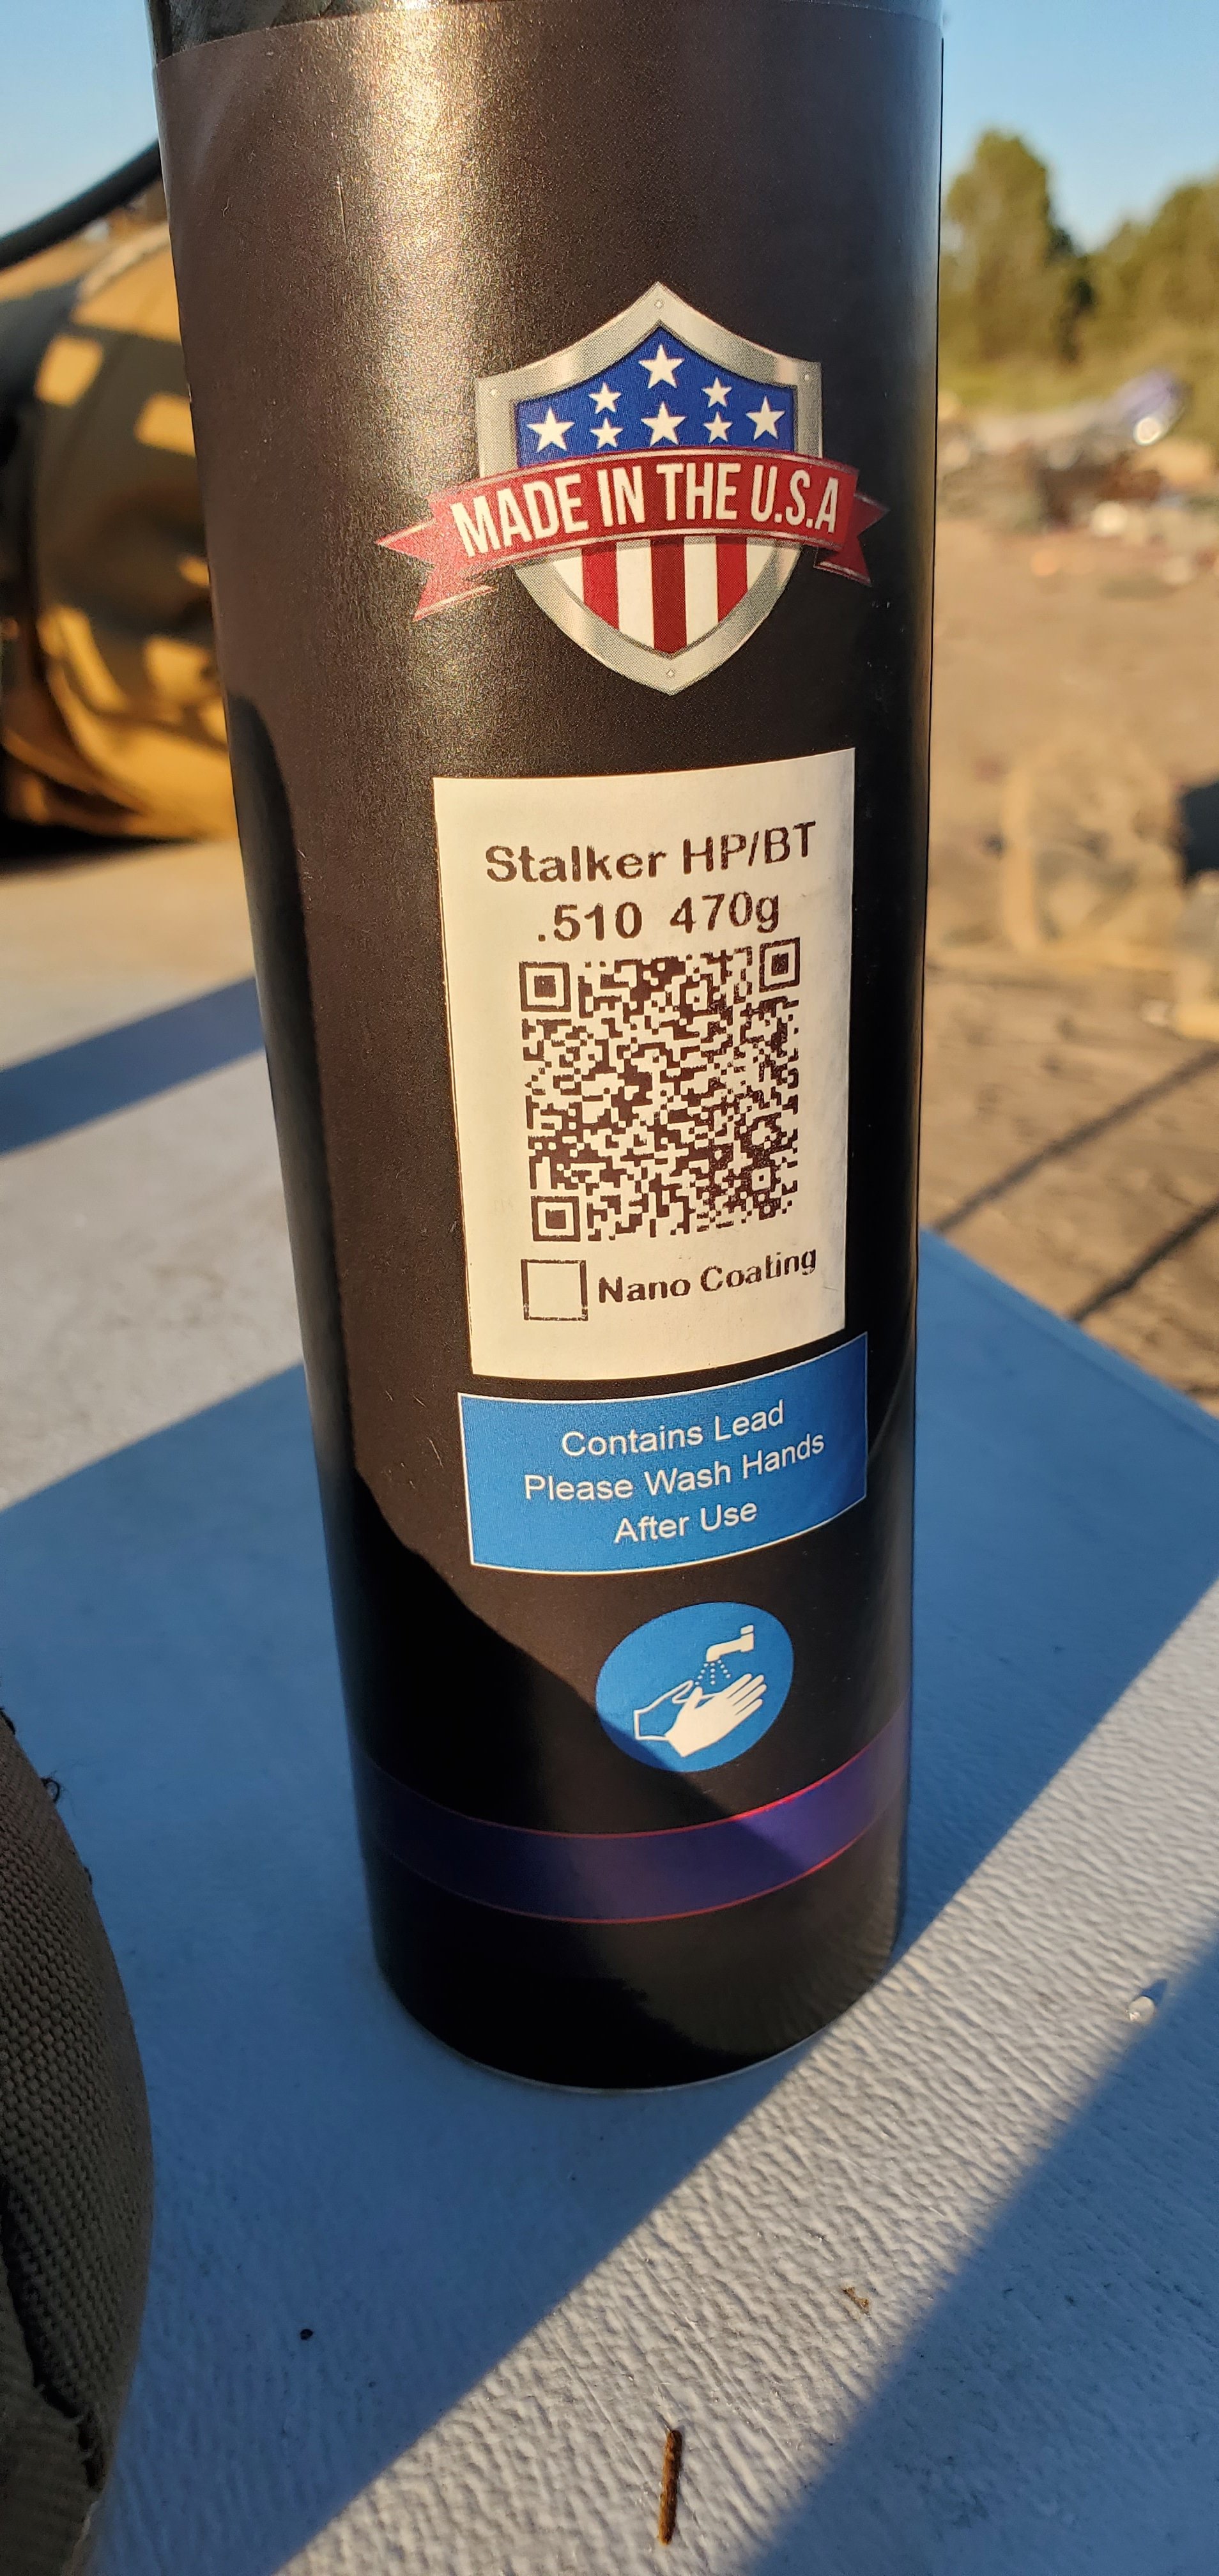 MADE IN THE U.S.A
Stalker HP/BT
.510 470g
Nano Coating
Contains Lead
Please Wash Hands
After Use